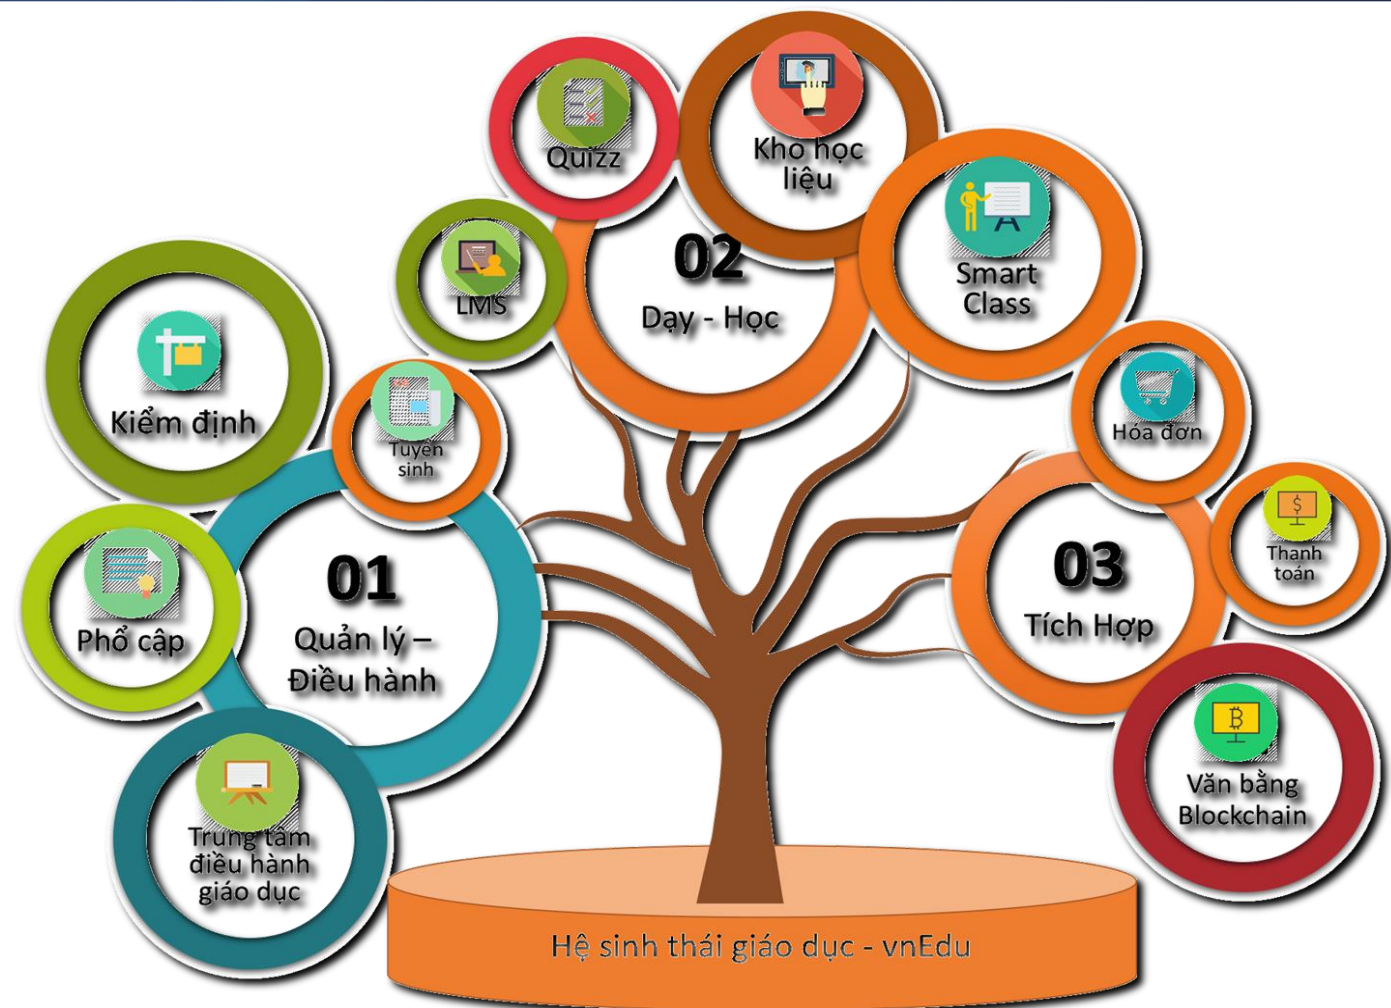 Quizz
Kho học
liệu
LMS
02
Dạy - Học
Smart
Class
Kiểm định
Tuyển
sinh
Hóa đơn
Phổ cập
01
Quản lý –
Điều hành
03
Tích Hợp
Thanh
toán
Trung tâm
điều hành
giáo dục
Văn bằng
Blockchain
Hệ sinh thái giáo dục - vnEdu